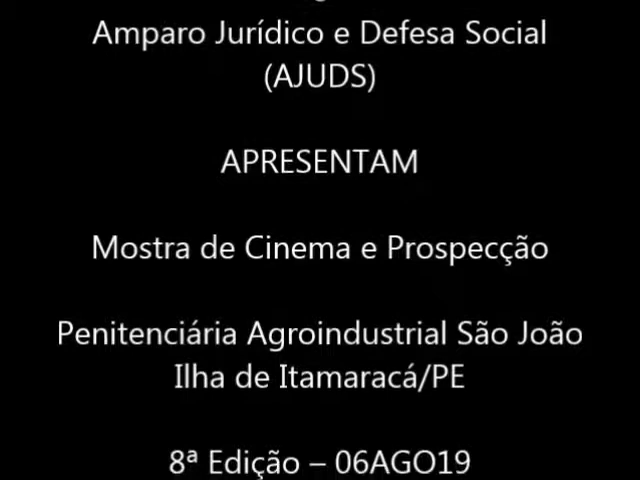 Amparo Jurídico e Defesa Social
(AJUDS)
APRESENTAM
Mostra de Cinema e Prospecção
Penitenciária Agroindustrial São João
Ilha de Itamaracá/PE
8ª Edição – 06AGO19